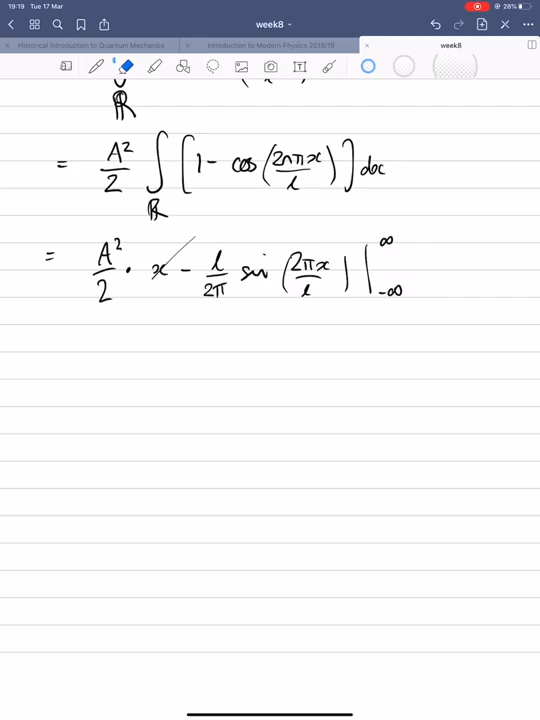 19:19 Tue 17 Mar 28%
week8
Historical Introduction to Quantum Mechanics
Introduction to Modern Physics 2018/19
week8
ℝ
= A²/2 ∫ℝ [1 - cos(2nπx/l)] dx
= A²/2 · x - l/2π sin(2πx/l) |∞ -∞